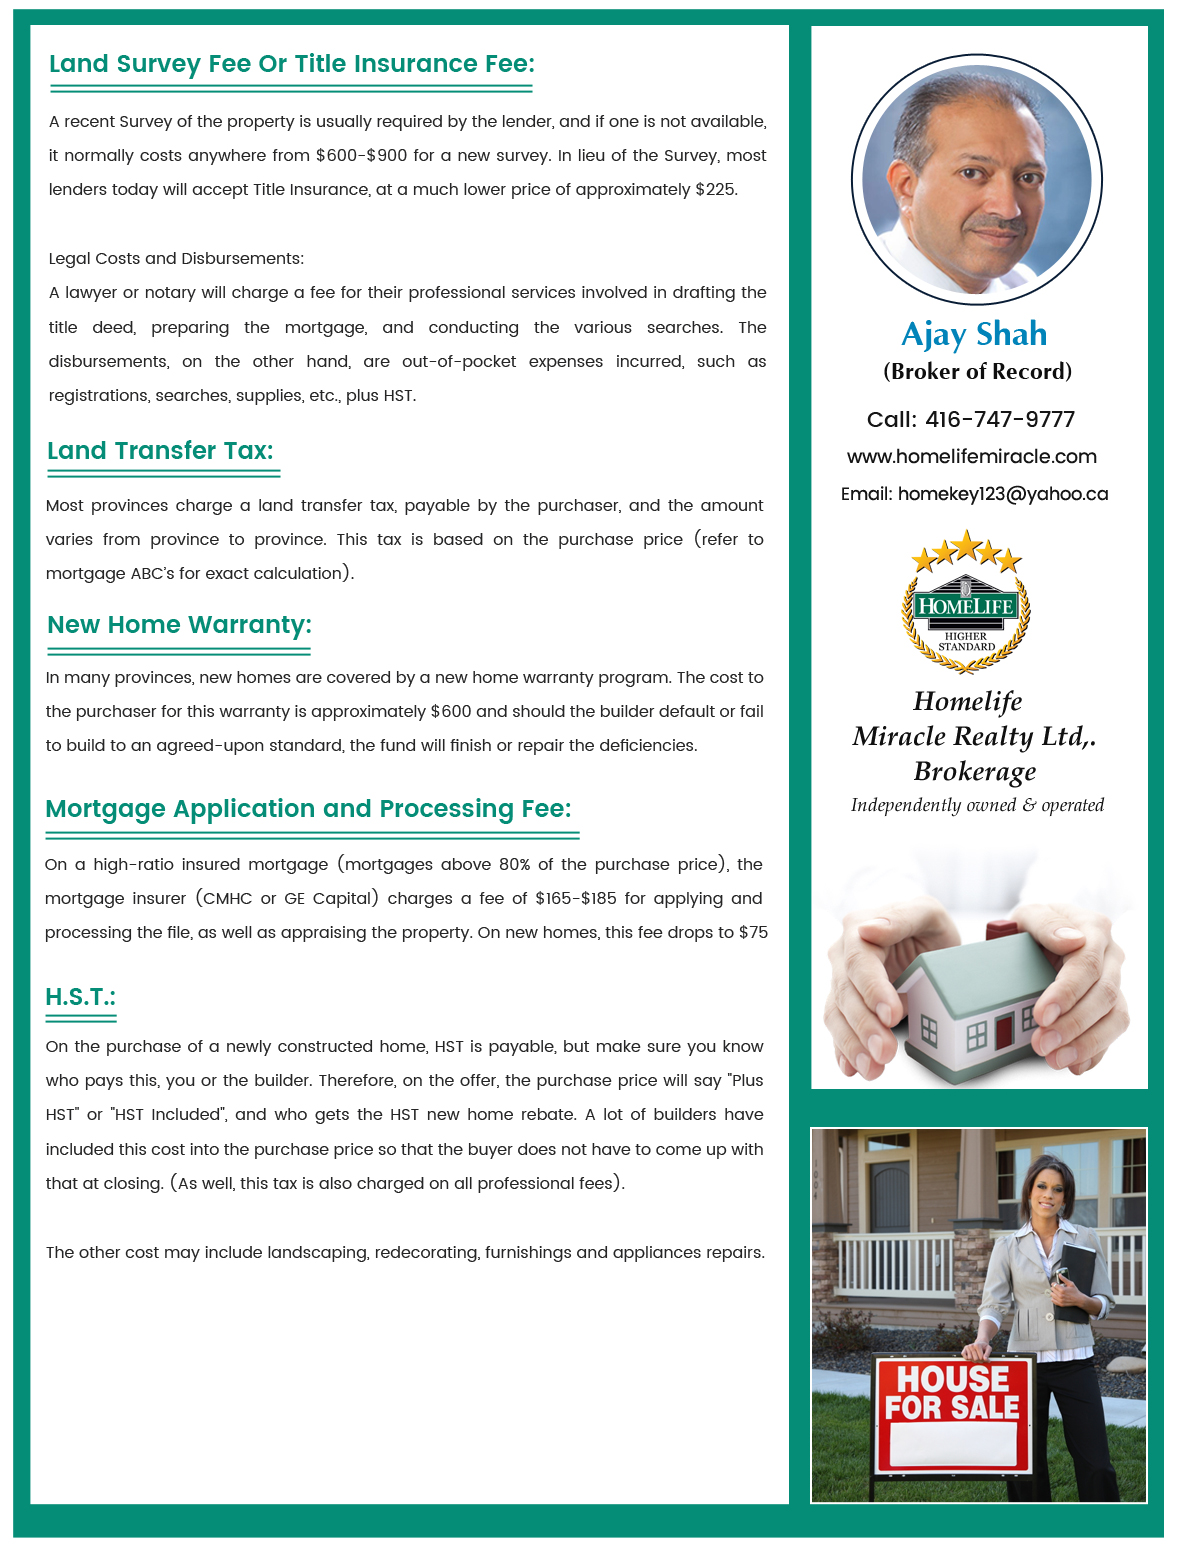 Land Survey Fee Or Title Insurance Fee:
A recent Survey of the property is usually required by the lender, and if one is not available,
it normally costs anywhere from $600-$900 for a new survey. In lieu of the Survey, most
lenders today will accept Title Insurance, at a much lower price of approximately $225.
Legal Costs and Disbursements:
A lawyer or notary will charge a fee for their professional services involved in drafting the
title deed, preparing the mortgage, and conducting the various searches. The
disbursements, on the other hand, are out-of-pocket expenses incurred, such as
registrations, searches, supplies, etc., plus HST.
Land Transfer Tax:
Most provinces charge a land transfer tax, payable by the purchaser, and the amount
varies from province to province. This tax is based on the purchase price (refer to
mortgage ABC's for exact calculation).
New Home Warranty:
In many provinces, new homes are covered by a new home warranty program. The cost to
the purchaser for this warranty is approximately $600 and should the builder default or fail
to build to an agreed-upon standard, the fund will finish or repair the deficiencies.
Mortgage Application and Processing Fee:
On a high-ratio insured mortgage (mortgages above 80% of the purchase price), the
mortgage insurer (CMHC or GE Capital) charges a fee of $165-$185 for applying and
processing the file, as well as appraising the property. On new homes, this fee drops to $75
H.S.T.:
On the purchase of a newly constructed home, HST is payable, but make sure you know
who pays this, you or the builder. Therefore, on the offer, the purchase price will say "Plus
HST" or "HST Included", and who gets the HST new home rebate. A lot of builders have
included this cost into the purchase price so that the buyer does not have to come up with
that at closing. (As well, this tax is also charged on all professional fees).
The other cost may include landscaping, redecorating, furnishings and appliances repairs.
Ajay Shah
(Broker of Record)
Call: 416-747-9777
www.homelifemiracle.com
Email: homekey123@yahoo.ca
HOMELIFE
HIGHER
STANDARD
Homelife
Miracle Realty Ltd,.
Brokerage
Independently owned & operated
1004
HOUSE
FOR SALE